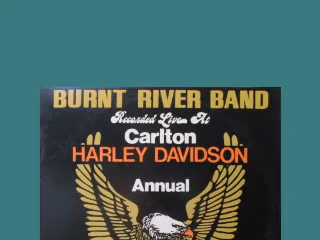 BURNT RIVER BAND
Recorded Live At
Carlton
HARLEY DAVIDSON
Annual